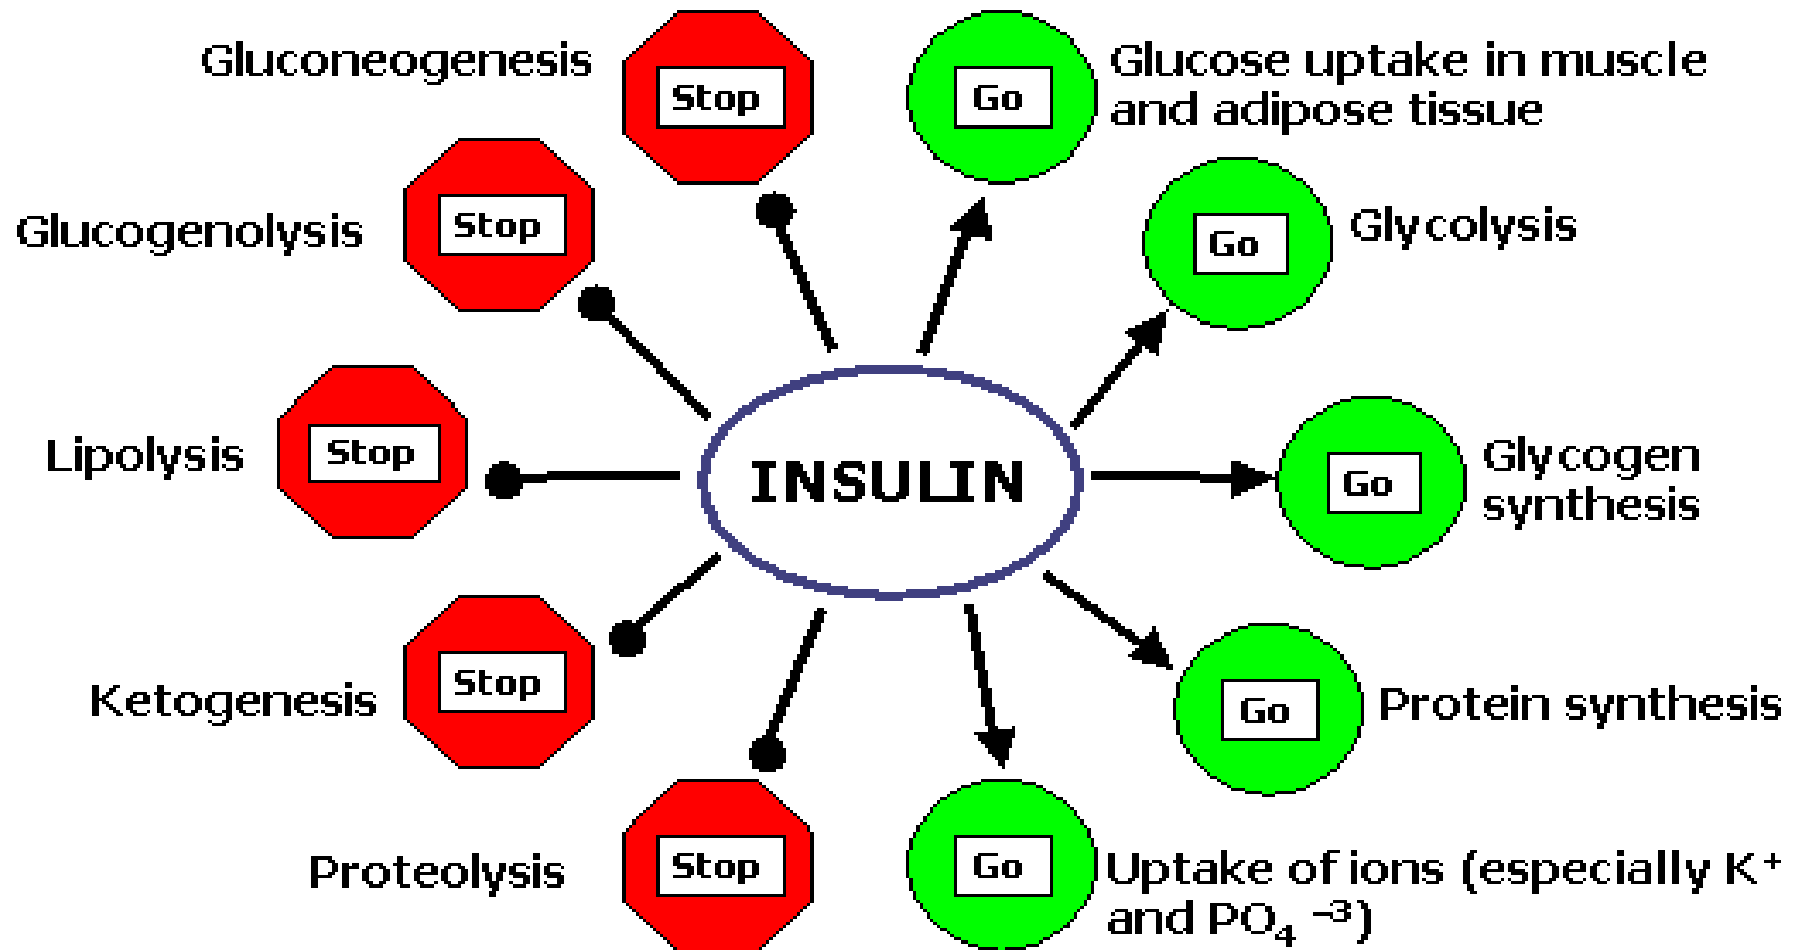 Gluconeogenesis
Stop
Go
Glucose uptake in muscle
and adipose tissue
Glucogenolysis
Stop
Go
Glycolysis
Lipolysis
Stop
INSULIN
Go
Glycogen
synthesis
Ketogenesis
Stop
Go
Protein synthesis
Proteolysis
Stop
Go
Uptake of ions (especially K⁺
and PO₄ ⁻³)